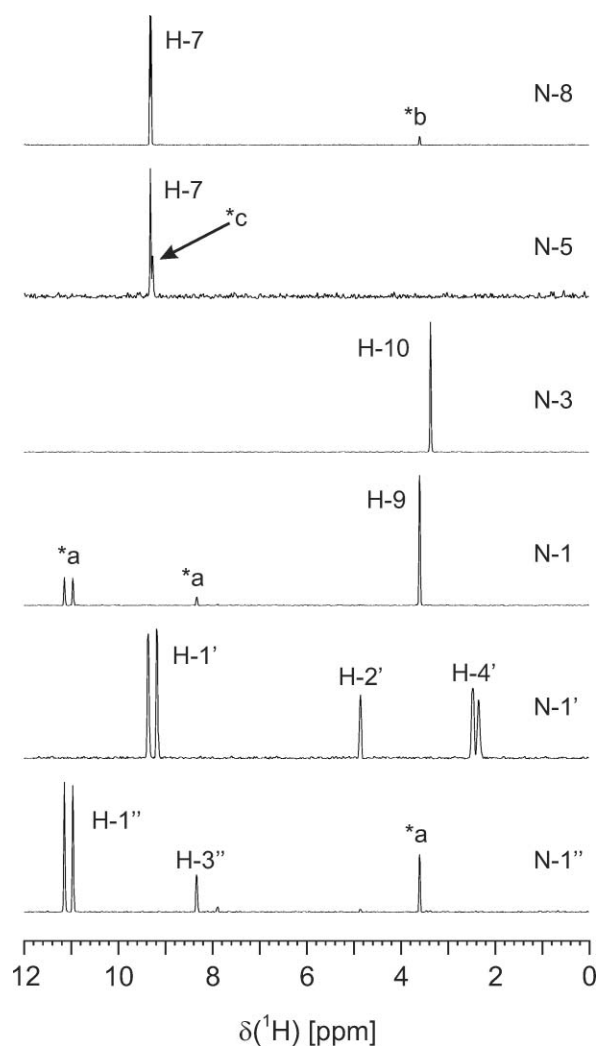 H-7
N-8
*b
H-7
*c
N-5
H-10
N-3
H-9
N-1
*a
*a
H-1’
H-2’
H-4’
N-1’
H-1’’
H-3’’
*a
N-1’’
12 10 8 6 4 2 0
δ(¹H) [ppm]